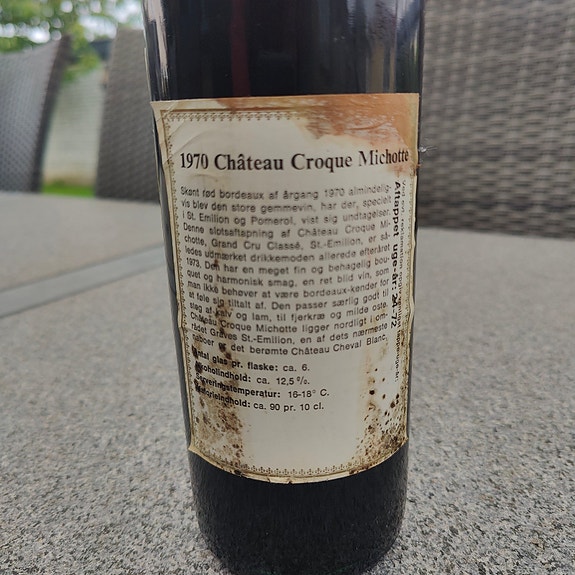 1970 Château Croque Michotte
Skønt rød bordeaux af årgang 1970 almindelig-
vis blev den store gemmevin, har der, specielt
i St. Emilion og Pomerol, vist sig undtagelser.
Denne slotsaftapning af Château Croque Mi-
chotte, Grand Cru Classé, St.-Emilion, er så-
ledes udmærket drikkemoden allerede efteråret
1973. Den har en meget fin og behagelig bou-
quet og harmonisk smag, en ret blid vin, som
man ikke behøver at være bordeaux-kender for
at føle sig tiltalt af. Den passer særlig godt til
steg af kalv og lam, til fjerkræ og milde oste.
Château Croque Michotte ligger nordligt i om-
rådet Graves St.-Emilion, en af dets nærmeste
naboer er det berømte Château Cheval Blanc.
Antal glas pr. flaske: ca. 6.
Alkoholindhold: ca. 12,5 %.
Serveringstemperatur: 16-18° C.
Kalorieindhold: ca. 90 pr. 10 cl.
Aftappet uge-år: